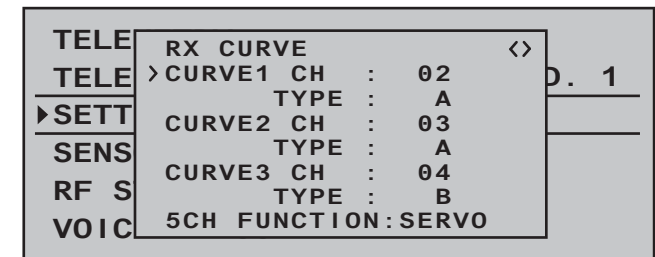 TELE
TELE D. 1
SETT
SENS
RF S
VOIC
RX CURVE <>
>CURVE1 CH : 02
TYPE : A
CURVE2 CH : 03
TYPE : A
CURVE3 CH : 04
TYPE : B
5CH FUNCTION:SERVO